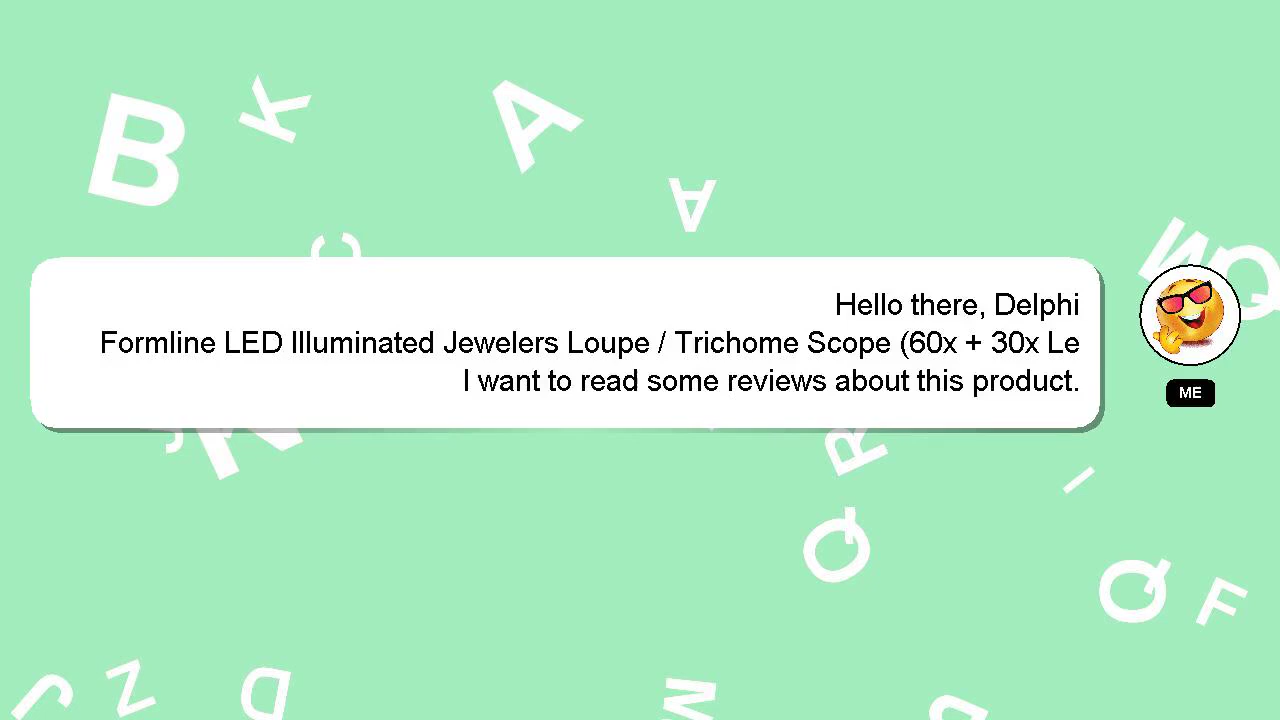 B
K
A
A
C
M
Q
Hello there, Delphi
Formline LED Illuminated Jewelers Loupe / Trichome Scope (60x + 30x Le
I want to read some reviews about this product.
ME
J
R
I
Q
Q
F
J
Z
D
M